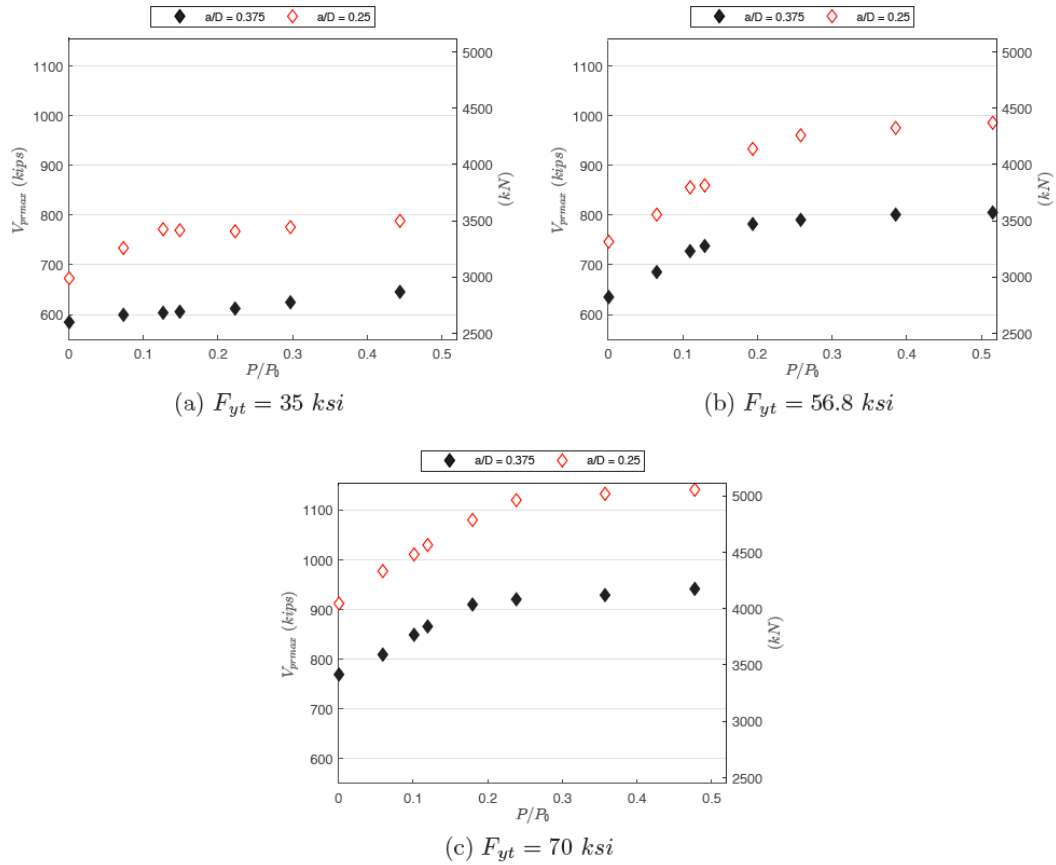 a/D = 0.375 a/D = 0.25
1100
1000
900
800
700
600
V_prmax (kips)
5000
4500
4000
3500
3000
2500
(kN)
0 0.1 0.2 0.3 0.4 0.5
P/P_0
(a) F_yt = 35 ksi
a/D = 0.375 a/D = 0.25
1100
1000
900
800
700
600
V_prmax (kips)
5000
4500
4000
3500
3000
2500
(kN)
0 0.1 0.2 0.3 0.4 0.5
P/P_0
(b) F_yt = 56.8 ksi
a/D = 0.375 a/D = 0.25
1100
1000
900
800
700
600
V_prmax (kips)
5000
4500
4000
3500
3000
2500
(kN)
0 0.1 0.2 0.3 0.4 0.5
P/P_0
(c) F_yt = 70 ksi